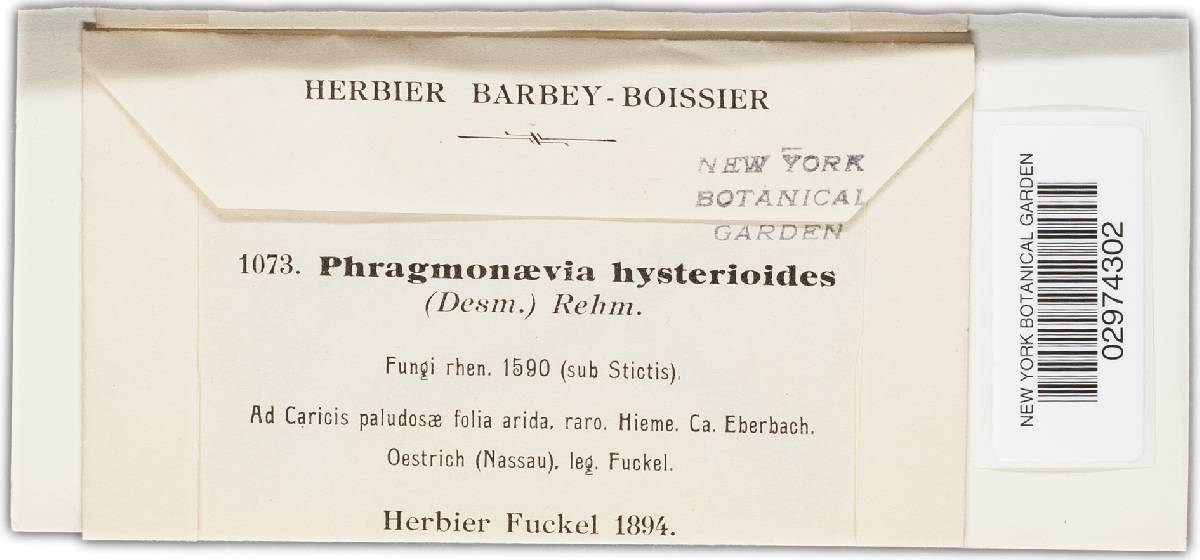 HERBIER BARBEY-BOISSIER
NEW YORK
BOTANICAL
GARDEN
1073. Phragmonævia hysterioides
(Desm.) Rehm.
Fungi rhen. 1590 (sub Stictis).
Ad Caricis paludosæ folia arida, raro. Hieme. Ca. Eberbach.
Oestrich (Nassau), leg. Fuckel.
Herbier Fuckel 1894.
NEW YORK BOTANICAL GARDEN
02974302